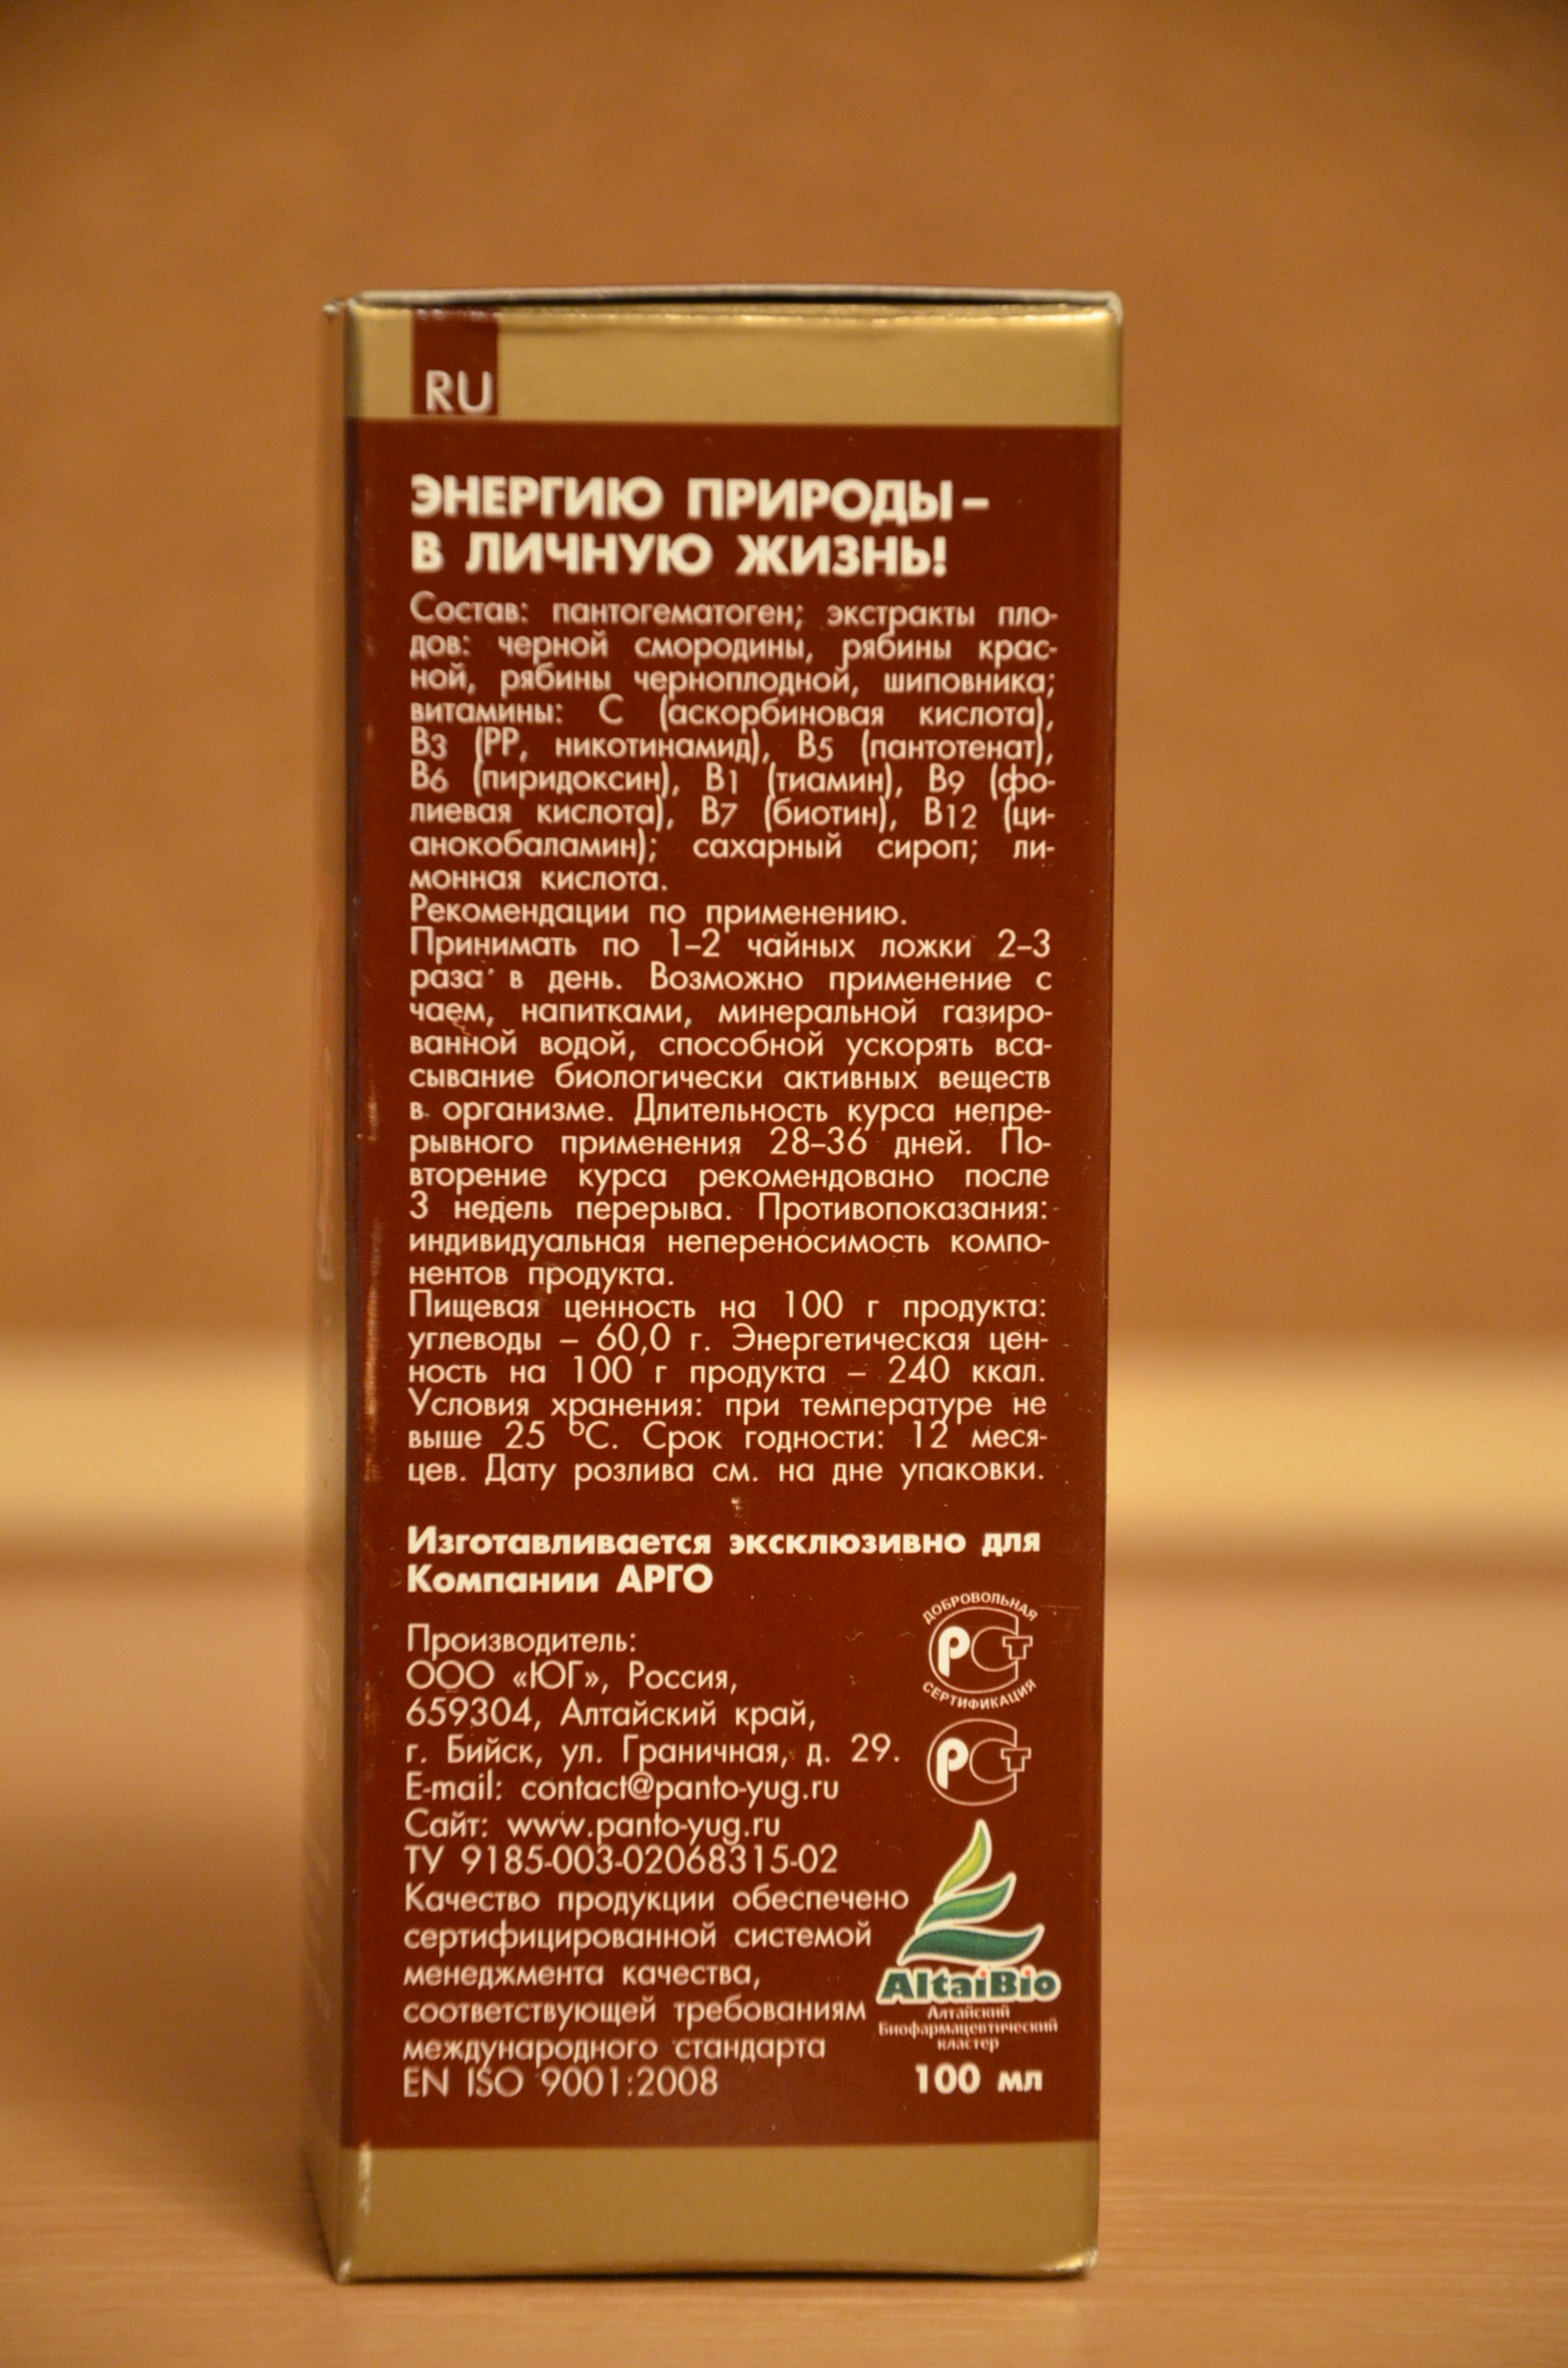 RU
ЭНЕРГИЮ ПРИРОДЫ –
В ЛИЧНУЮ ЖИЗНЬ!
Состав: пантогематоген; экстракты пло-
дов: черной смородины, рябины крас-
ной, рябины черноплодной, шиповника;
витамины: С (аскорбиновая кислота),
В3 (РР, никотинамид), В5 (пантотенат),
В6 (пиридоксин), В1 (тиамин), В9 (фо-
лиевая кислота), В7 (биотин), В12 (ци-
анокобаламин); сахарный сироп; ли-
монная кислота.
Рекомендации по применению.
Принимать по 1–2 чайных ложки 2–3
раза в день. Возможно применение с
чаем, напитками, минеральной газиро-
ванной водой, способной ускорять вса-
сывание биологически активных веществ
в организме. Длительность курса непре-
рывного применения 28–36 дней. По-
вторение курса рекомендовано после
3 недель перерыва. Противопоказания:
индивидуальная непереносимость компо-
нентов продукта.
Пищевая ценность на 100 г продукта:
углеводы – 60,0 г. Энергетическая цен-
ность на 100 г продукта – 240 ккал.
Условия хранения: при температуре не
выше 25 °С. Срок годности: 12 меся-
цев. Дату розлива см. на дне упаковки.
Изготавливается эксклюзивно для
Компании АРГО
Производитель:
ООО «ЮГ», Россия,
659304, Алтайский край,
г. Бийск, ул. Граничная, д. 29.
E-mail: contact@panto-yug.ru
Сайт: www.panto-yug.ru
ТУ 9185-003-02068315-02
Качество продукции обеспечено
сертифицированной системой
менеджмента качества,
соответствующей требованиям
международного стандарта
EN ISO 9001:2008
ДОБРОВОЛЬНАЯ
РСТ
СЕРТИФИКАЦИЯ
РСТ
AltaiBio
Алтайский
Биофармацевтический
кластер
100 мл